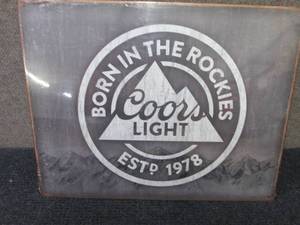 BORN IN THE ROCKIES
Coors
LIGHT
ESTD 1978